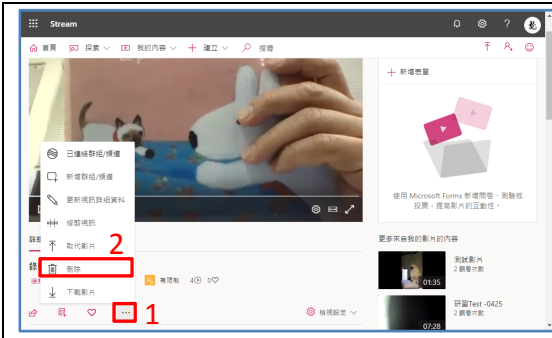 Stream
?
首頁 探索 我的內容 建立 搜尋
新增表單
已連結群組/頻道
新增群組/頻道
更新視訊詳細資料
修剪視訊
取代影片
2
刪除
下載影片
1
有限制 4 0
檢視設定
使用 Microsoft Forms 新增問卷、測驗或
投票，提高影片的互動性。
更多來自我的影片的內容
測試影片
2 觀看次數
01:35
研習Test -0425
2 觀看次數
07:28